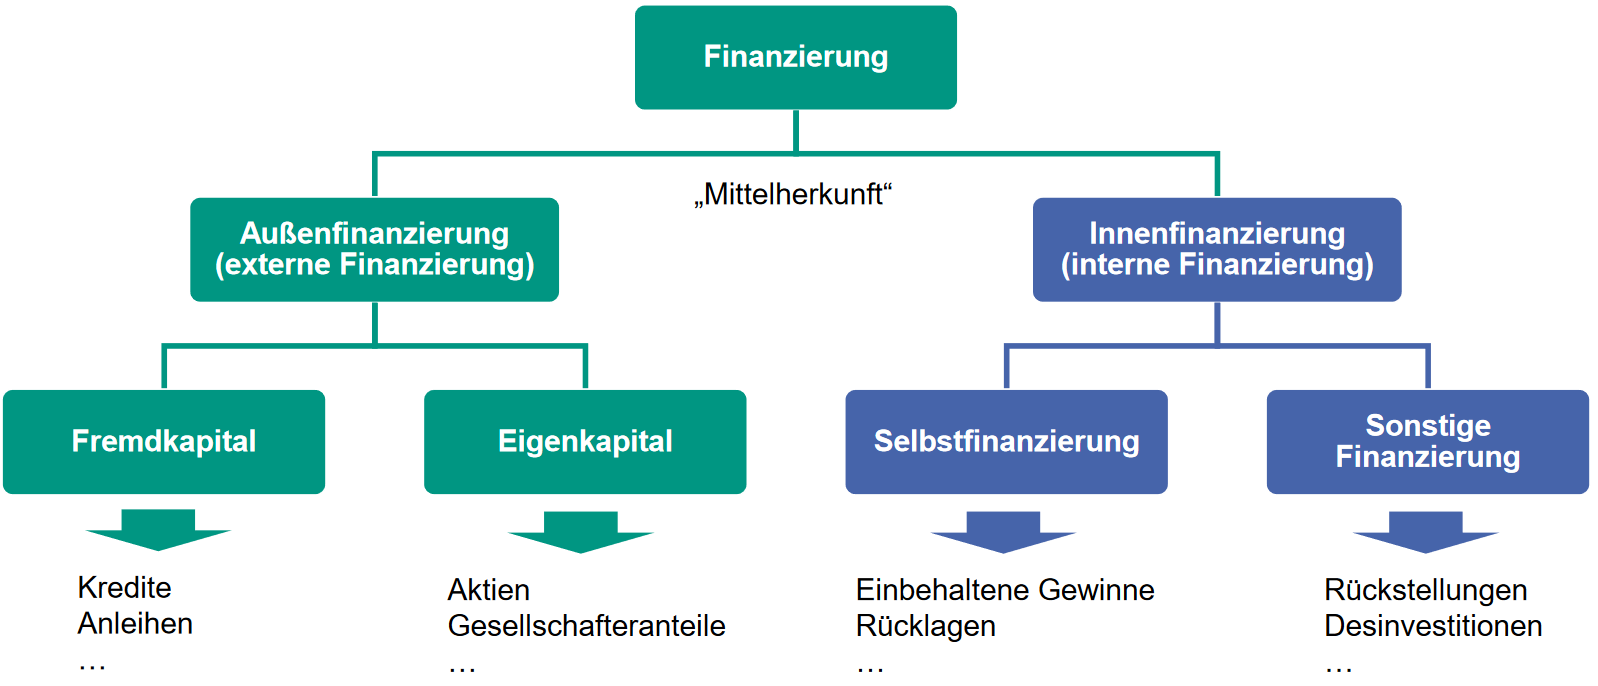 Finanzierung
„Mittelherkunft“
Außenfinanzierung
(externe Finanzierung)
Innenfinanzierung
(interne Finanzierung)
Fremdkapital
Eigenkapital
Selbstfinanzierung
Sonstige
Finanzierung
Kredite
Anleihen
…
Aktien
Gesellschafteranteile
…
Einbehaltene Gewinne
Rücklagen
…
Rückstellungen
Desinvestitionen
…